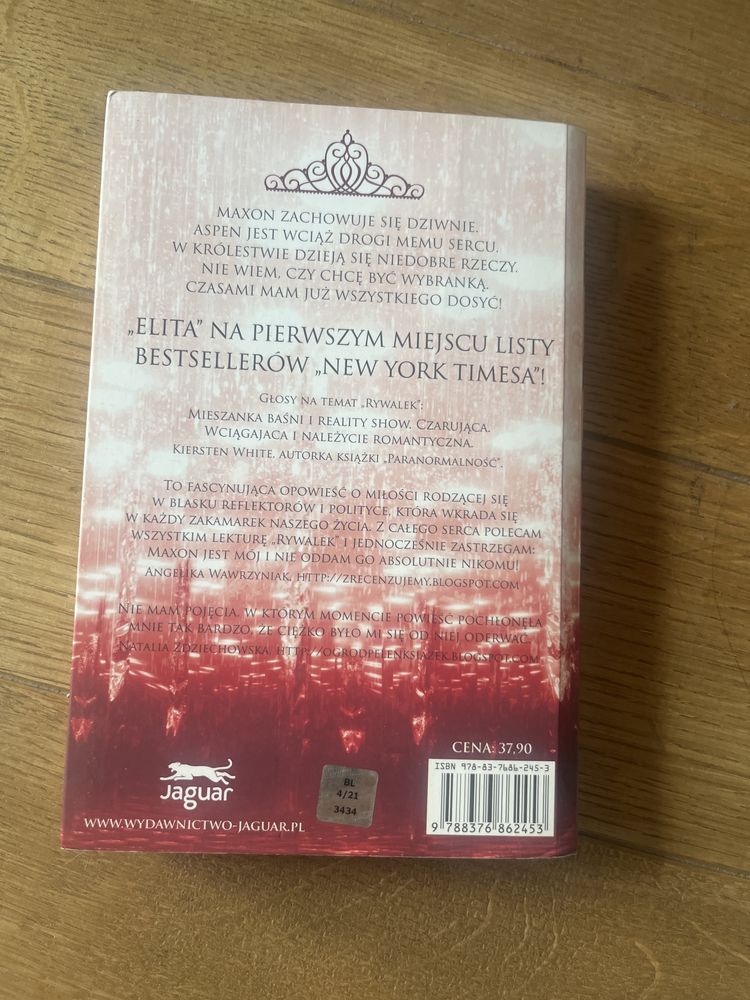 MAXON ZACHOWUJE SIĘ DZIWNIE.
ASPEN JEST WCIĄŻ DROGI MEMU SERCU.
W KRÓLESTWIE DZIEJĄ SIĘ NIEDOBRE RZECZY.
NIE WIEM, CZY CHCĘ BYĆ WYBRANKĄ.
CZASAMI MAM JUŻ WSZYSTKIEGO DOSYĆ!
„ELITA” NA PIERWSZYM MIEJSCU LISTY
BESTSELLERÓW „NEW YORK TIMESA”!
GŁOSY NA TEMAT „RYWALEK”:
MIESZANKA BAŚNI I REALITY SHOW. CZARUJĄCA.
WCIĄGAJACA I NALEŻYCIE ROMANTYCZNA.
KIERSTEN WHITE, AUTORKA KSIĄŻKI „PARANORMALNOŚĆ”.
TO FASCYNUJĄCA OPOWIEŚĆ O MIŁOŚCI RODZĄCEJ SIĘ
W BLASKU REFLEKTORÓW I POLITYCE, KTÓRA WKRADA SIĘ
W KAŻDY ZAKAMAREK NASZEGO ŻYCIA. Z CAŁEGO SERCA POLECAM
WSZYSTKIM LEKTURĘ „RYWALEK” I JEDNOCZEŚNIE ZASTRZEGAM:
MAXON JEST MÓJ I NIE ODDAM GO ABSOLUTNIE NIKOMU!
ANGELIKA WAWRZYNIAK, HTTP://ZRECENZUJEMY.BLOGSPOT.COM
NIE MAM POJĘCIA, W KTÓRYM MOMENCIE POWIEŚĆ POCHŁONĘŁA
MNIE TAK BARDZO, ŻE CIĘŻKO BYŁO MI SIĘ OD NIEJ ODERWAĆ.
NATALIA ZDZIECHOWSKA, HTTP://OGRODPELENKSIAZEK.BLOGSPOT.COM
CENA: 37,90
ISBN 978-83-7686-245-3
9 788376 862453
Jaguar
BL
4/21
3434
WWW.WYDAWNICTWO-JAGUAR.PL